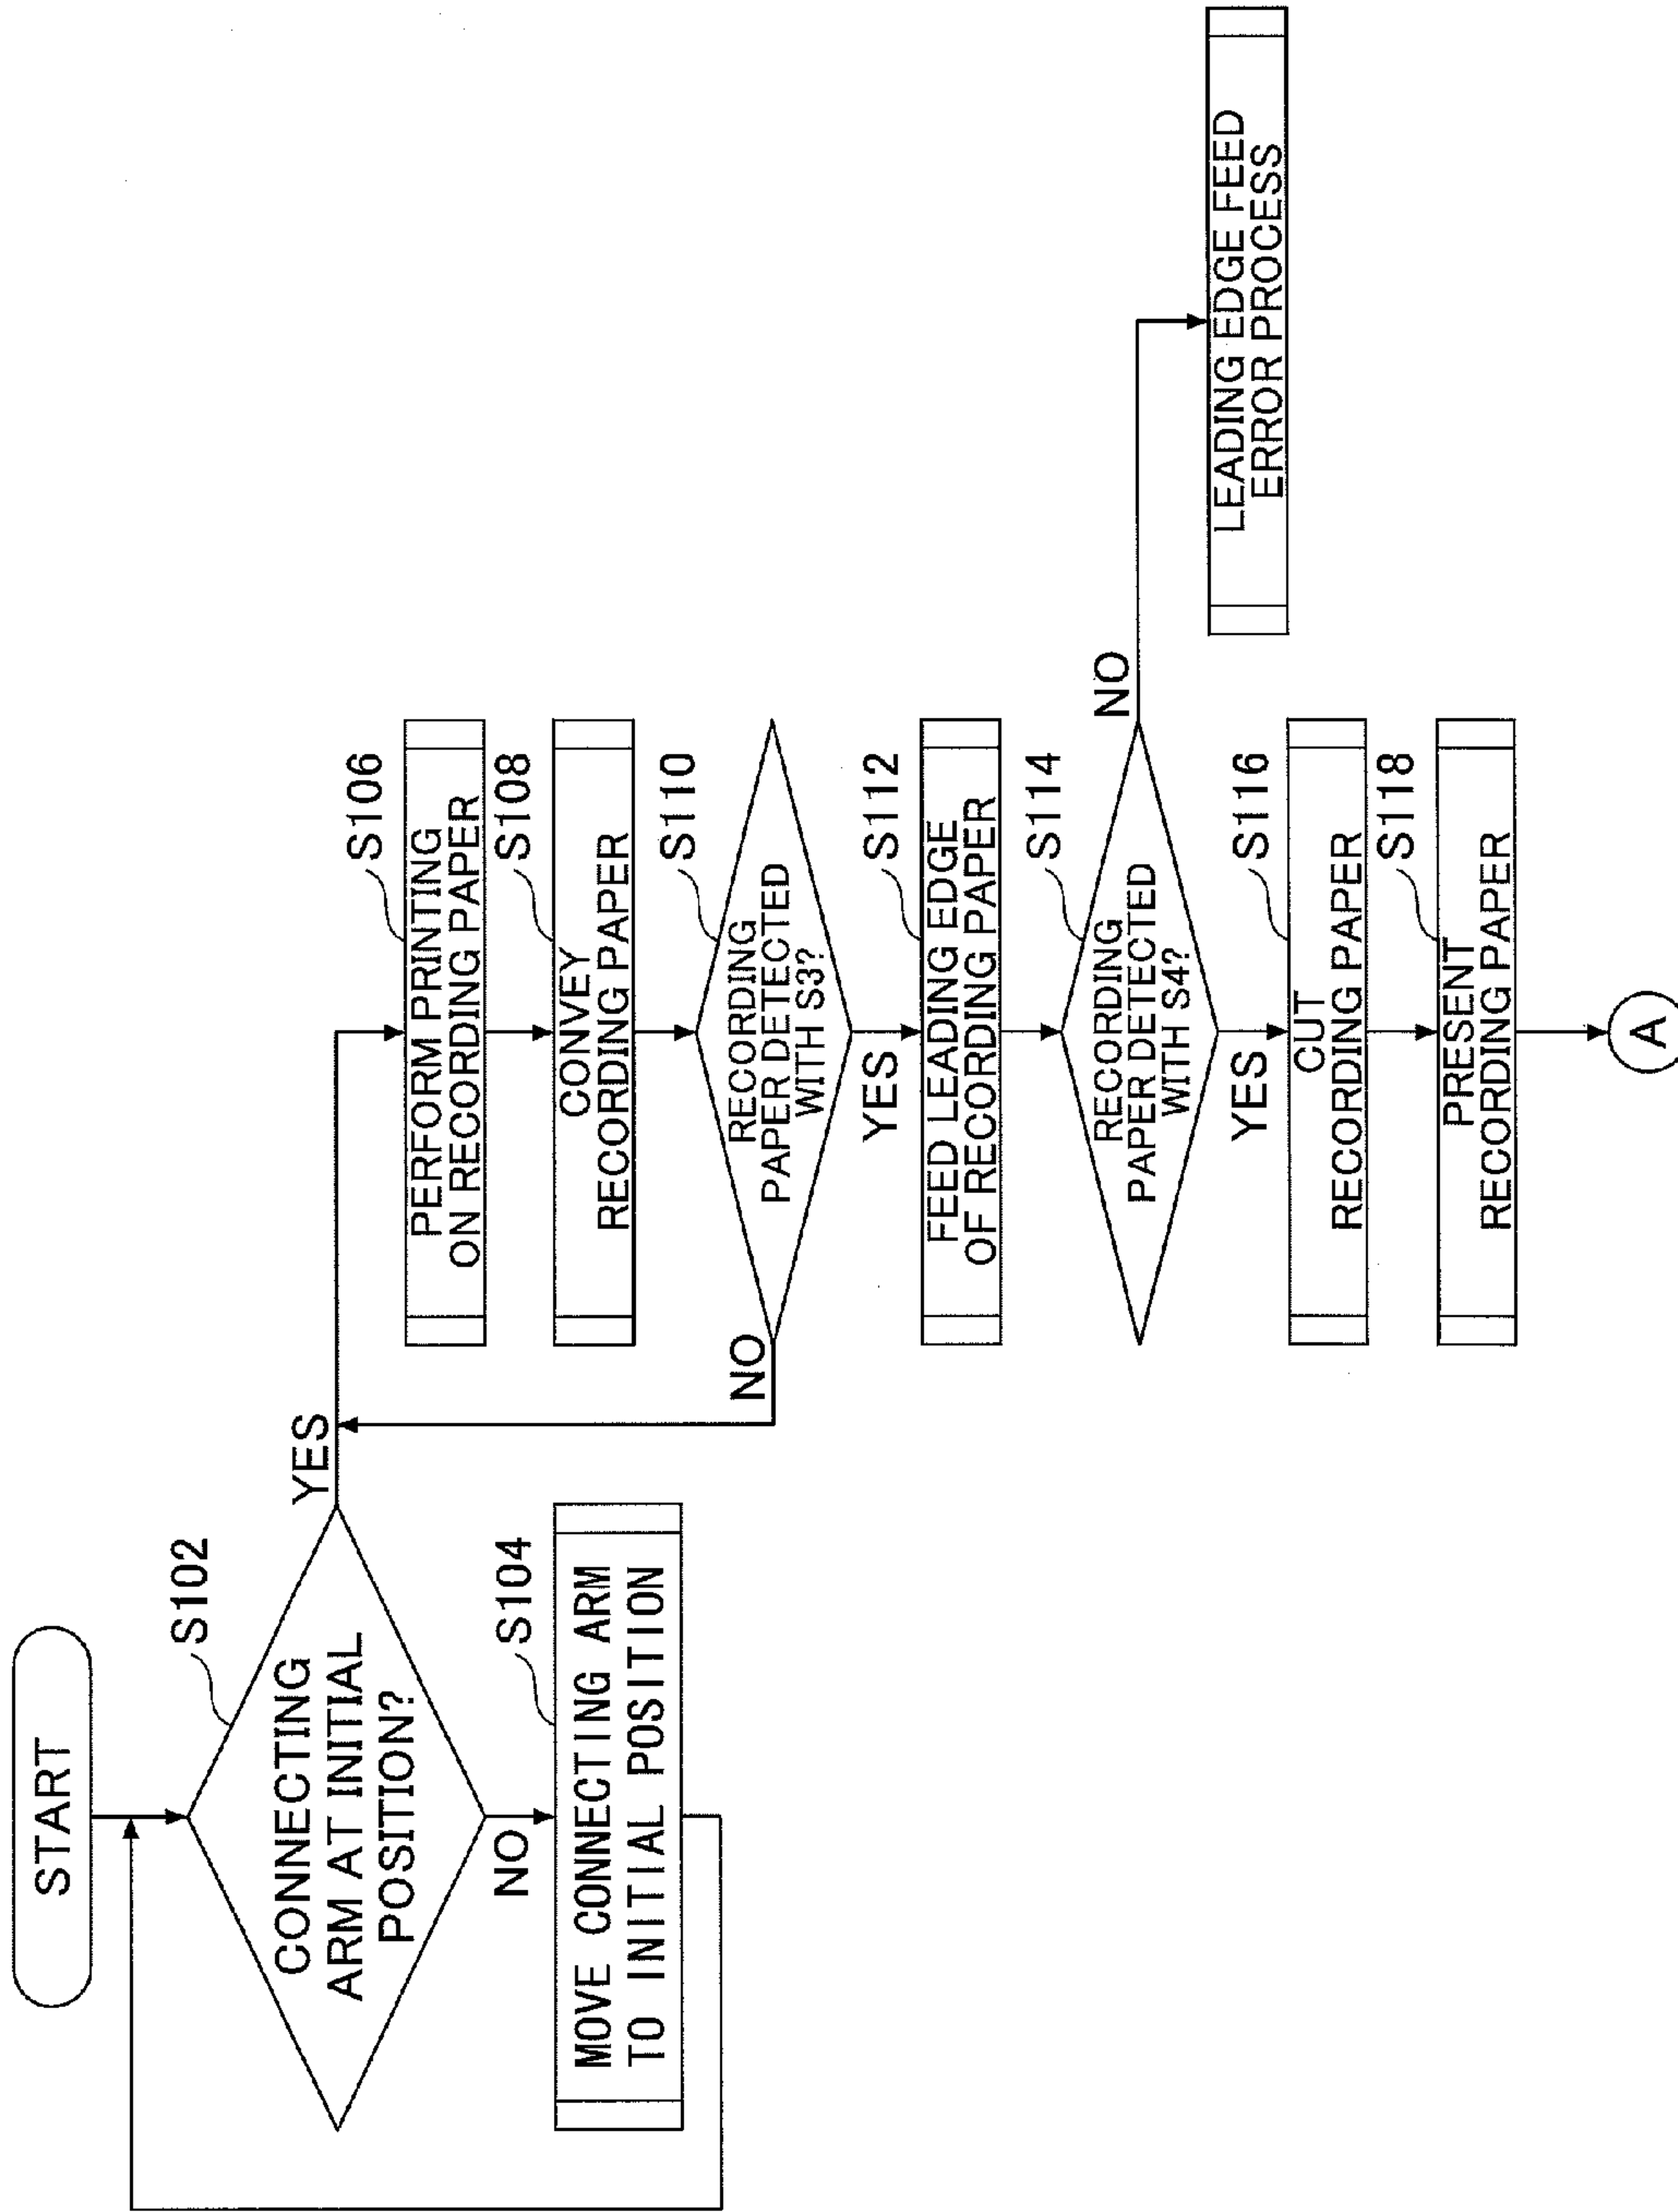 START
S102
CONNECTING
ARM AT INITIAL
POSITION?
YES
NO
S104
MOVE CONNECTING ARM
TO INITIAL POSITION
S106
PERFORM PRINTING
ON RECORDING PAPER
S108
CONVEY
RECORDING PAPER
S110
RECORDING
PAPER DETECTED
WITH S3?
NO
YES
S112
FEED LEADING EDGE
OF RECORDING PAPER
S114
RECORDING
PAPER DETECTED
WITH S4?
NO
YES
LEADING EDGE FEED
ERROR PROCESS
S116
CUT
RECORDING PAPER
S118
PRESENT
RECORDING PAPER
A